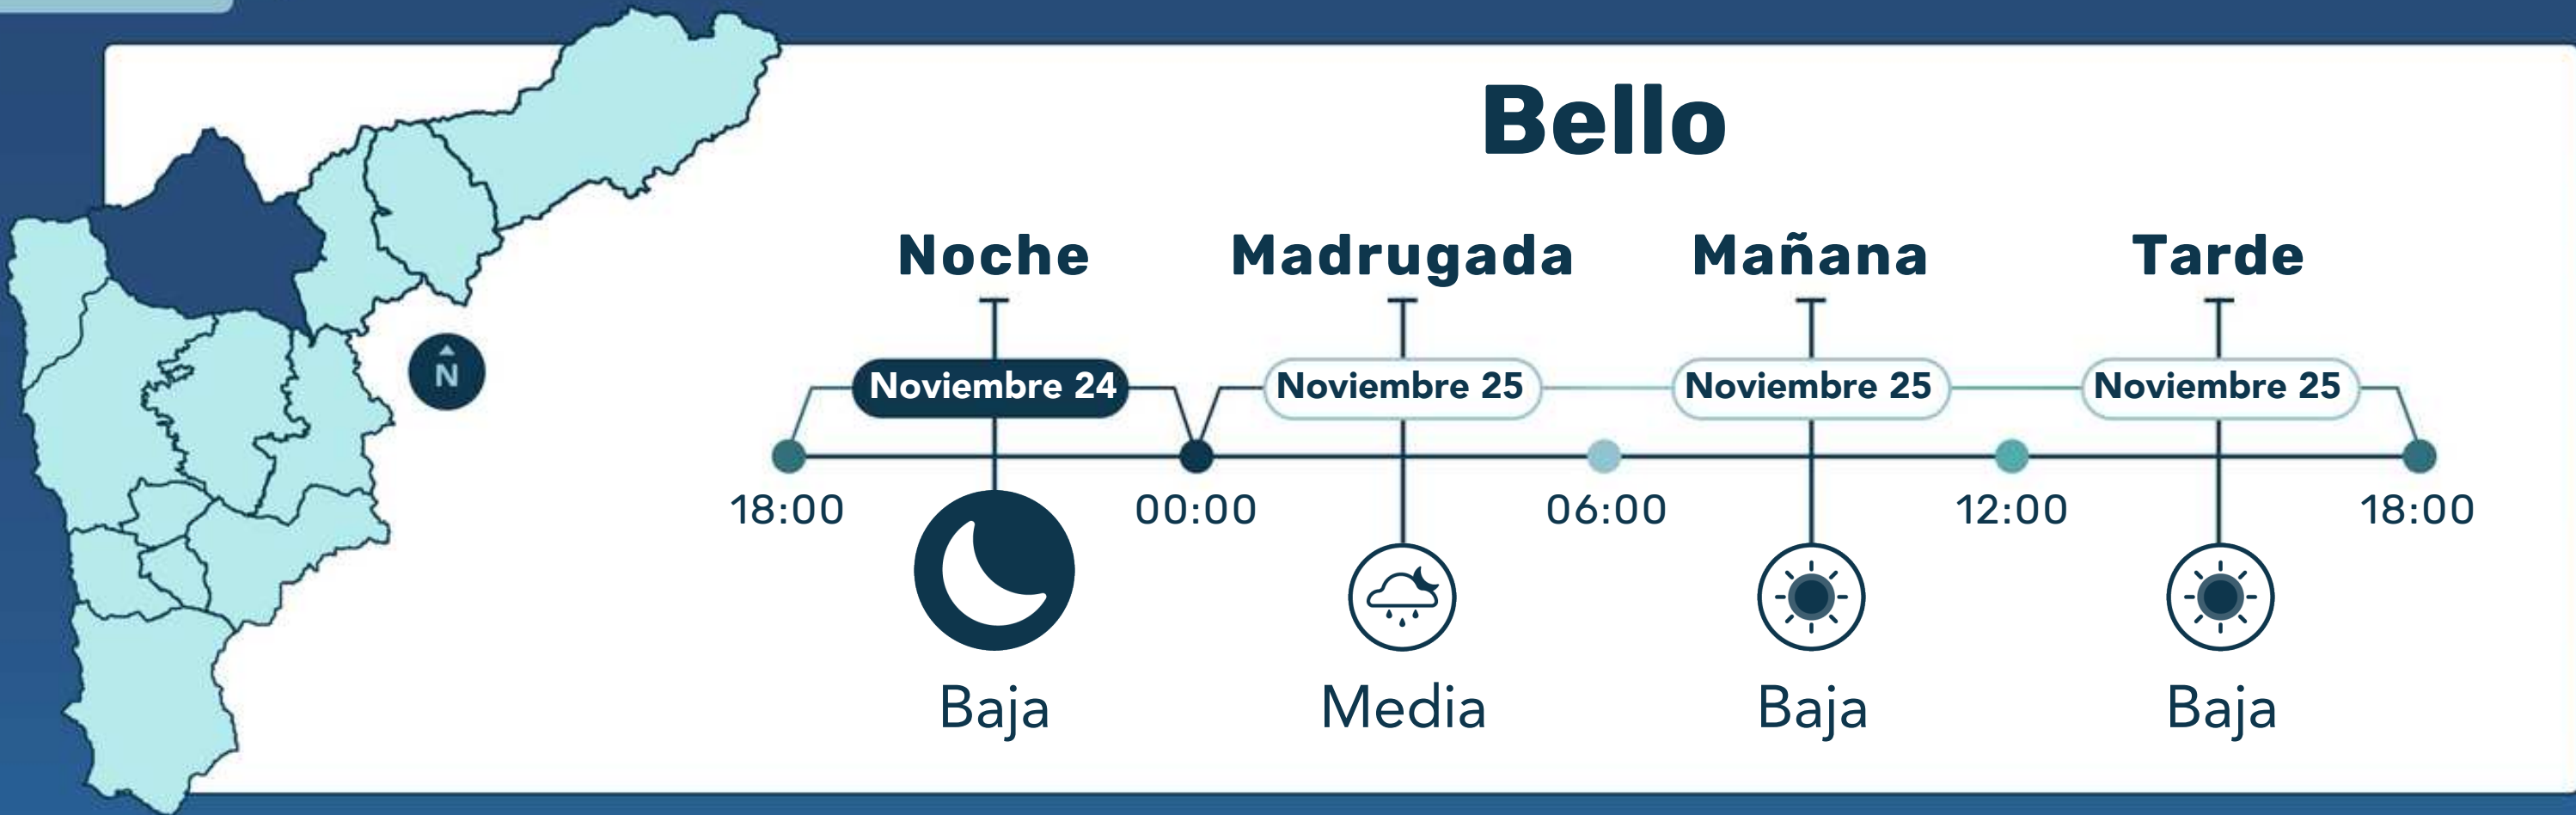 Bello
Noche Madrugada Mañana Tarde
Noviembre 24 Noviembre 25 Noviembre 25 Noviembre 25
N
18:00 00:00 06:00 12:00 18:00
Baja Media Baja Baja